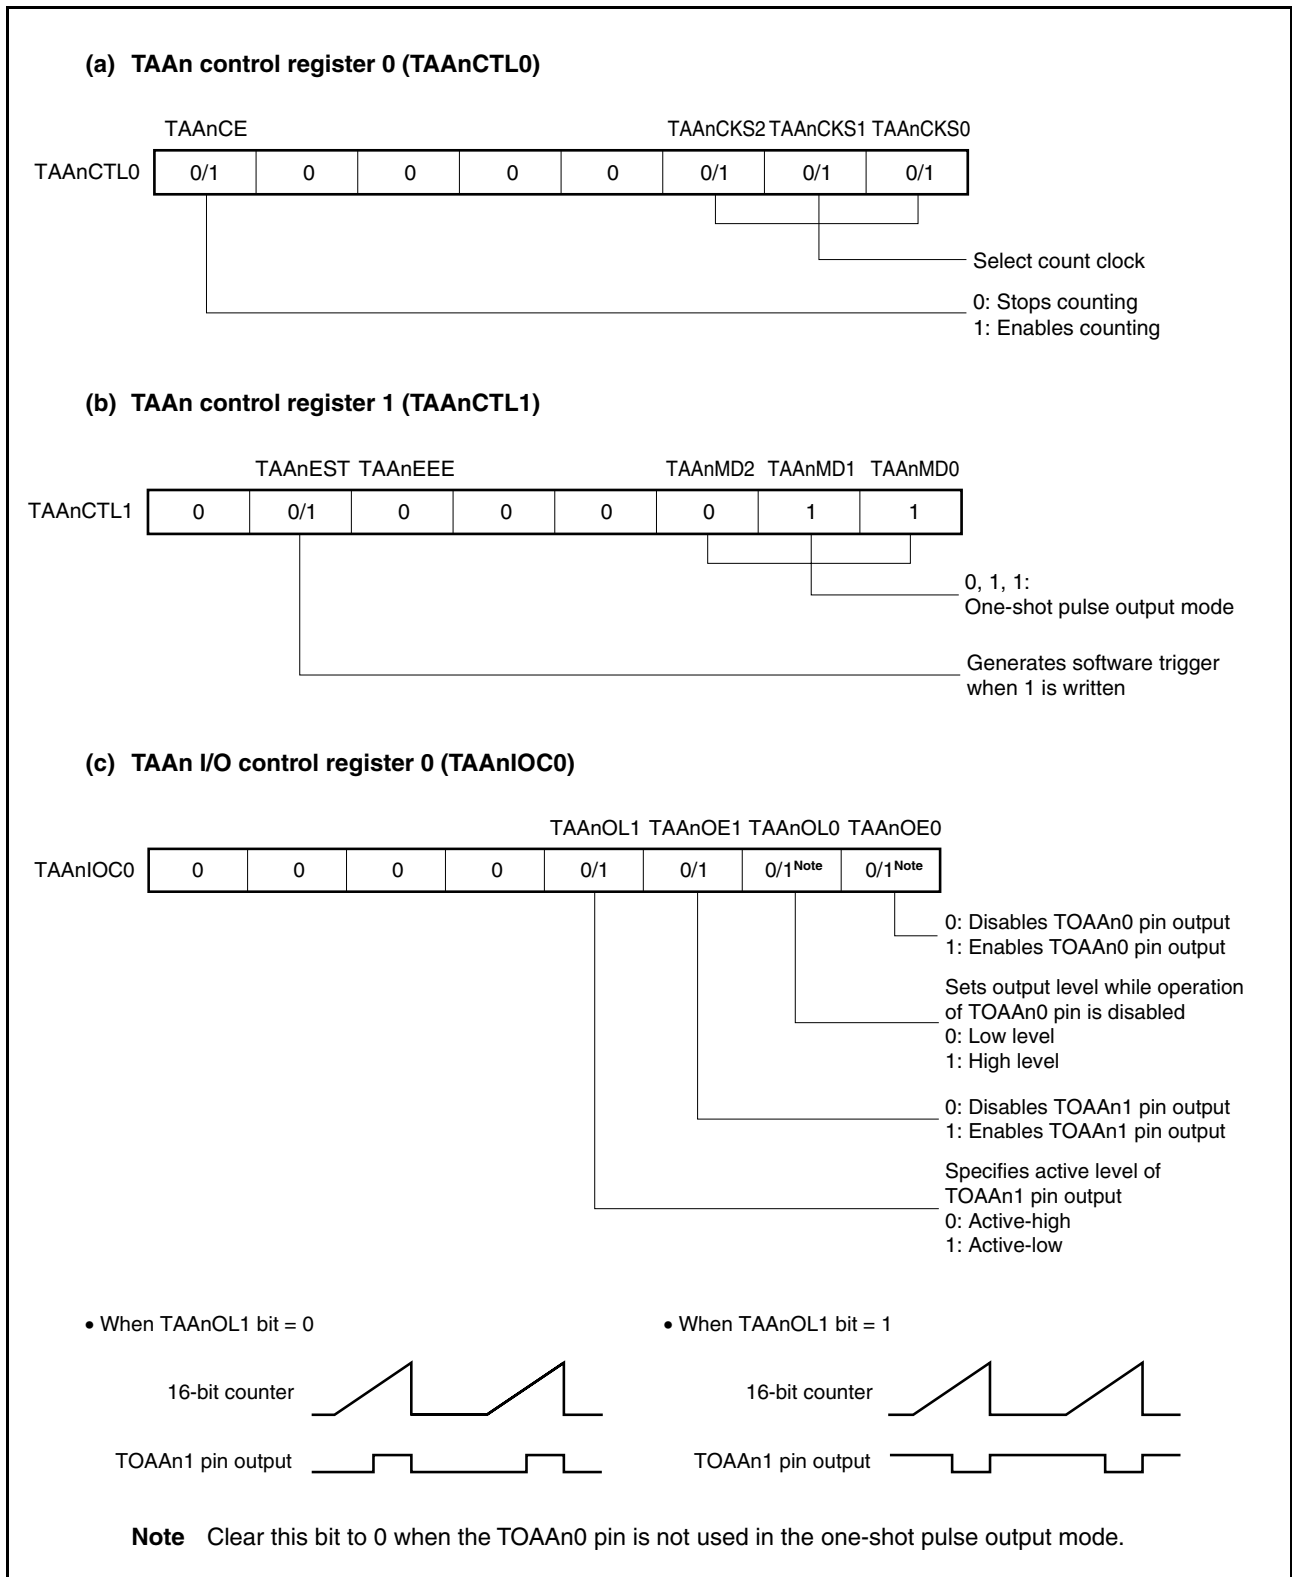 (a) TAAn control register 0 (TAAnCTL0)
TAAnCE TAAnCKS2 TAAnCKS1 TAAnCKS0
TAAnCTL0 0/1 0 0 0 0 0/1 0/1 0/1
Select count clock
0: Stops counting
1: Enables counting
(b) TAAn control register 1 (TAAnCTL1)
TAAnEST TAAnEEE TAAnMD2 TAAnMD1 TAAnMD0
TAAnCTL1 0 0/1 0 0 0 0 1 1
0, 1, 1:
One-shot pulse output mode
Generates software trigger
when 1 is written
(c) TAAn I/O control register 0 (TAAnIOC0)
TAAnOL1 TAAnOE1 TAAnOL0 TAAnOE0
TAAnIOC0 0 0 0 0 0/1 0/1 0/1Note 0/1Note
0: Disables TOAAn0 pin output
1: Enables TOAAn0 pin output
Sets output level while operation
of TOAAn0 pin is disabled
0: Low level
1: High level
0: Disables TOAAn1 pin output
1: Enables TOAAn1 pin output
Specifies active level of
TOAAn1 pin output
0: Active-high
1: Active-low
• When TAAnOL1 bit = 0 • When TAAnOL1 bit = 1
16-bit counter 16-bit counter
TOAAn1 pin output TOAAn1 pin output
Note Clear this bit to 0 when the TOAAn0 pin is not used in the one-shot pulse output mode.